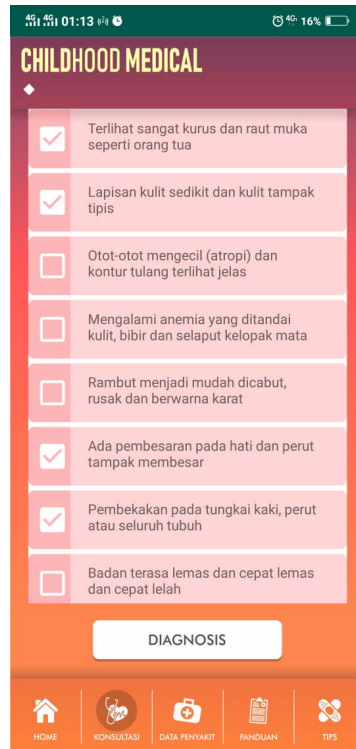 4G 4G 01:13
4G 16%
CHILDHOOD MEDICAL
Terlihat sangat kurus dan raut muka
seperti orang tua
Lapisan kulit sedikit dan kulit tampak
tipis
Otot-otot mengecil (atropi) dan
kontur tulang terlihat jelas
Mengalami anemia yang ditandai
kulit, bibir dan selaput kelopak mata
Rambut menjadi mudah dicabut,
rusak dan berwarna karat
Ada pembesaran pada hati dan perut
tampak membesar
Pembekakan pada tungkai kaki, perut
atau seluruh tubuh
Badan terasa lemas dan cepat lemas
dan cepat lelah
DIAGNOSIS
HOME
KONSULTASI
DATA PENYAKIT
PANDUAN
TIPS